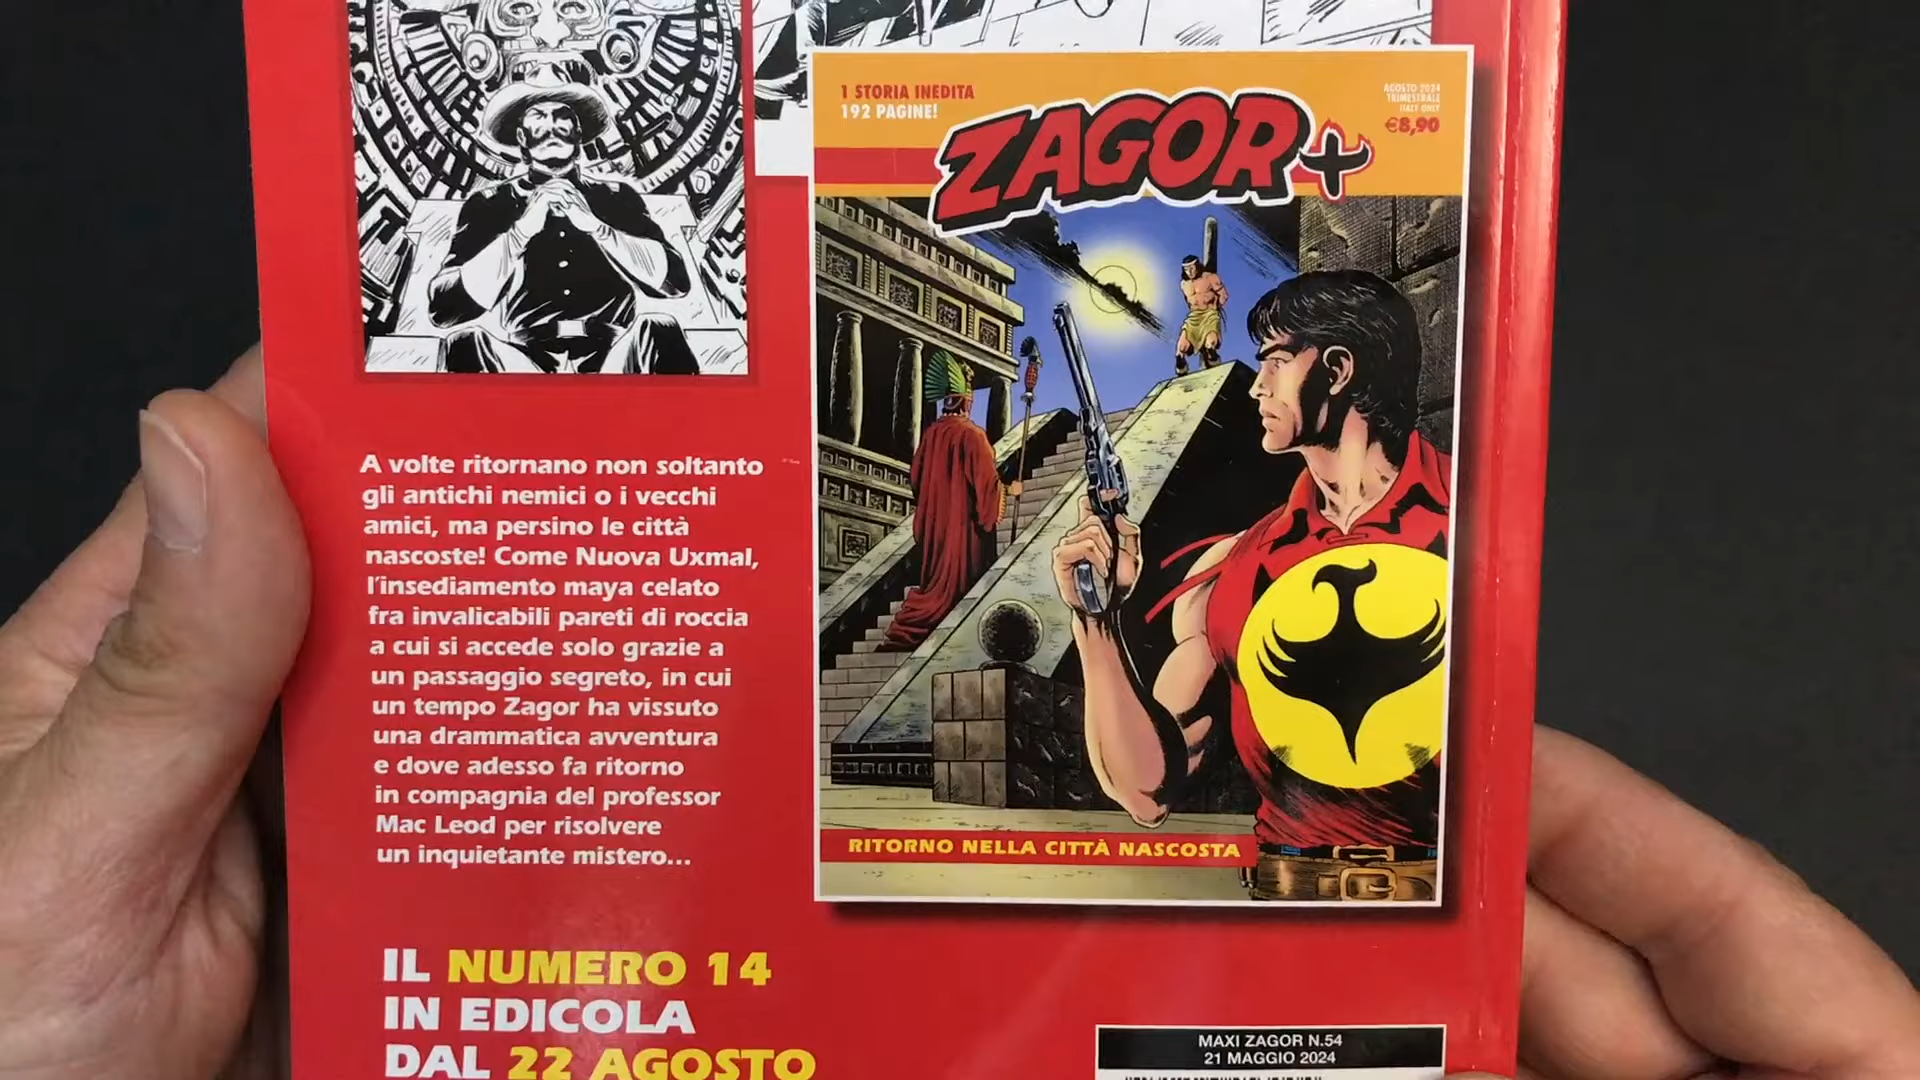 1 STORIA INEDITA
192 PAGINE!
AGOSTO 2024
TRIMESTRALE
ITALY ONLY
€8,90
ZAGOR+
A volte ritornano non soltanto
gli antichi nemici o i vecchi
amici, ma persino le città
nascoste! Come Nuova Uxmal,
l'insediamento maya celato
fra invalicabili pareti di roccia
a cui si accede solo grazie a
un passaggio segreto, in cui
un tempo Zagor ha vissuto
una drammatica avventura
e dove adesso fa ritorno
in compagnia del professor
Mac Leod per risolvere
un inquietante mistero...
RITORNO NELLA CITTÀ NASCOSTA
IL NUMERO 14
IN EDICOLA
DAL 22 AGOSTO
MAXI ZAGOR N.54
21 MAGGIO 2024